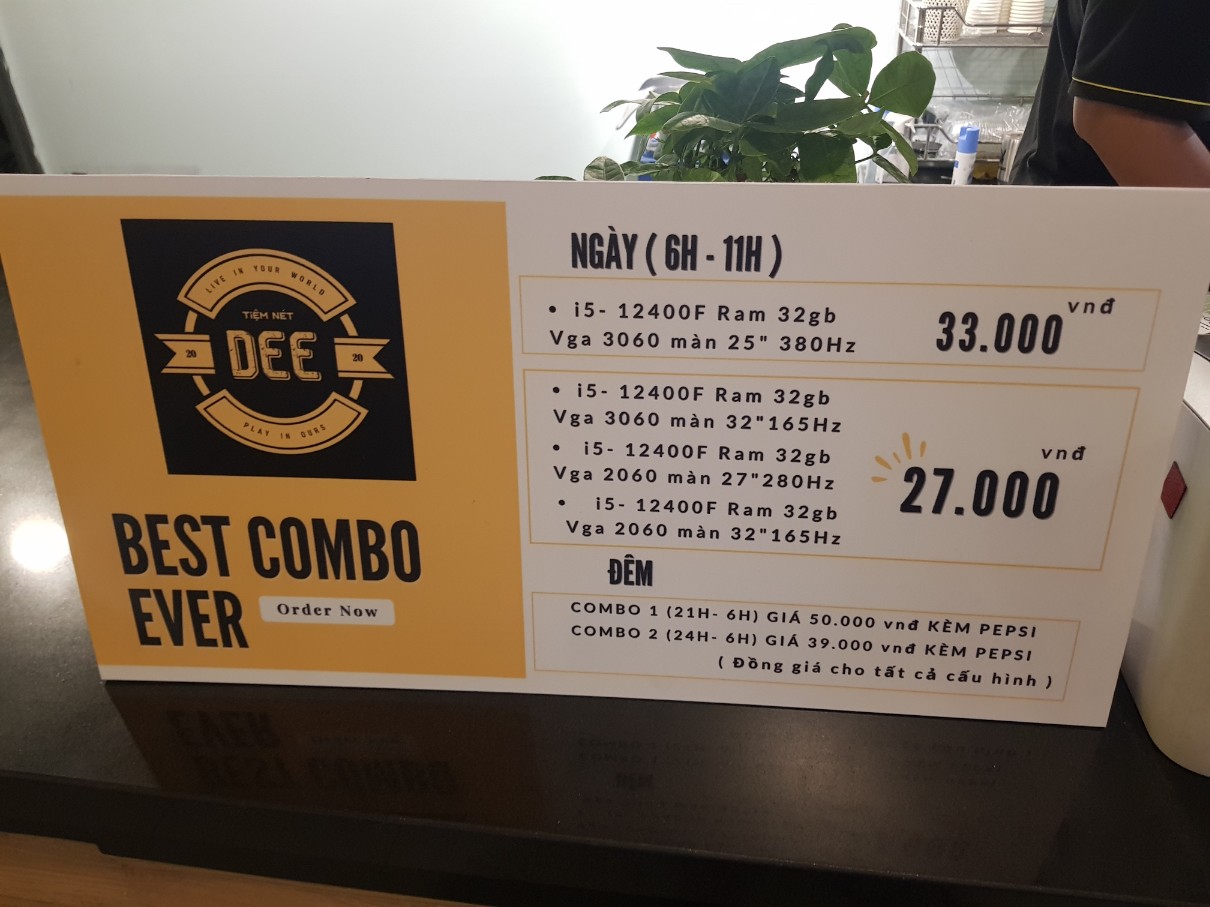 LIVE IN YOUR WORLD
TIỆM NÉT
DEE
20 20
PLAY IN OURS
BEST COMBO
EVER
Order Now
NGÀY ( 6H - 11H )
• i5- 12400F Ram 32gb
Vga 3060 màn 25" 380Hz
33.000 vnđ
• i5- 12400F Ram 32gb
Vga 3060 màn 32"165Hz
• i5- 12400F Ram 32gb
Vga 2060 màn 27"280Hz
• i5- 12400F Ram 32gb
Vga 2060 màn 32"165Hz
27.000 vnđ
ĐÊM
COMBO 1 (21H- 6H) GIÁ 50.000 vnđ KÈM PEPSI
COMBO 2 (24H- 6H) GIÁ 39.000 vnđ KÈM PEPSI
( Đồng giá cho tất cả cấu hình )